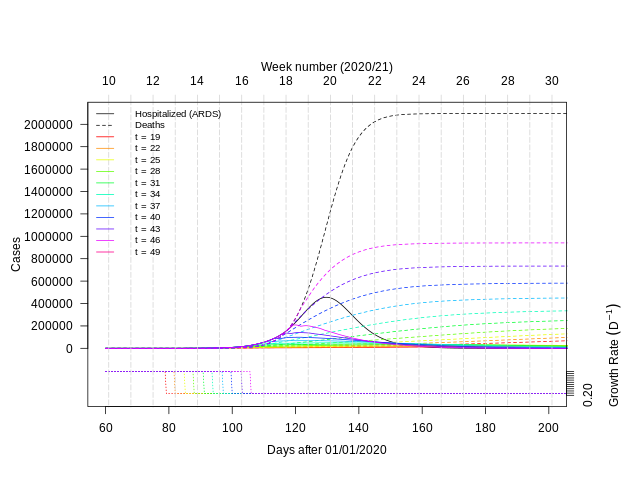 Week number (2020/21)
10 12 14 16 18 20 22 24 26 28 30
Hospitalized (ARDS)
Deaths
t = 19
t = 22
t = 25
t = 28
t = 31
t = 34
t = 37
t = 40
t = 43
t = 46
t = 49
Cases
2000000
1800000
1600000
1400000
1200000
1000000
800000
600000
400000
200000
0
0.20
Growth Rate (D⁻¹)
60 80 100 120 140 160 180 200
Days after 01/01/2020